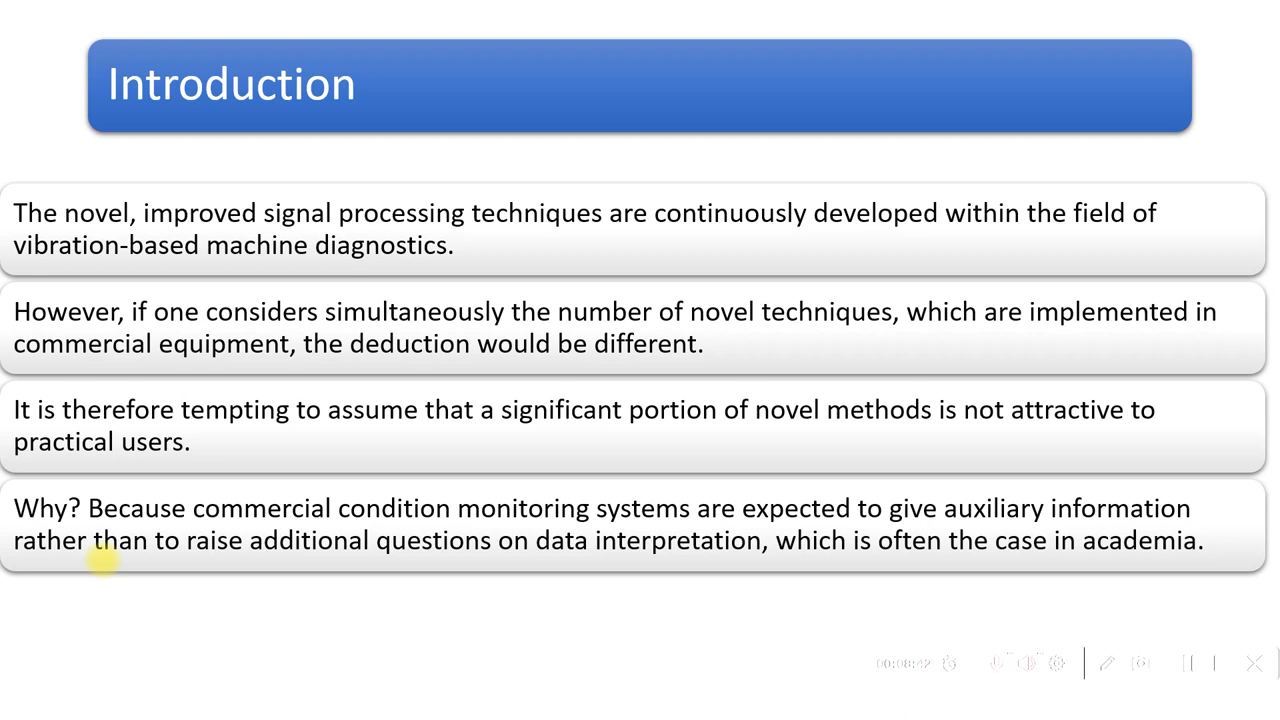 Introduction
The novel, improved signal processing techniques are continuously developed within the field of
vibration-based machine diagnostics.
However, if one considers simultaneously the number of novel techniques, which are implemented in
commercial equipment, the deduction would be different.
It is therefore tempting to assume that a significant portion of novel methods is not attractive to
practical users.
Why? Because commercial condition monitoring systems are expected to give auxiliary information
rather than to raise additional questions on data interpretation, which is often the case in academia.
00:08:42